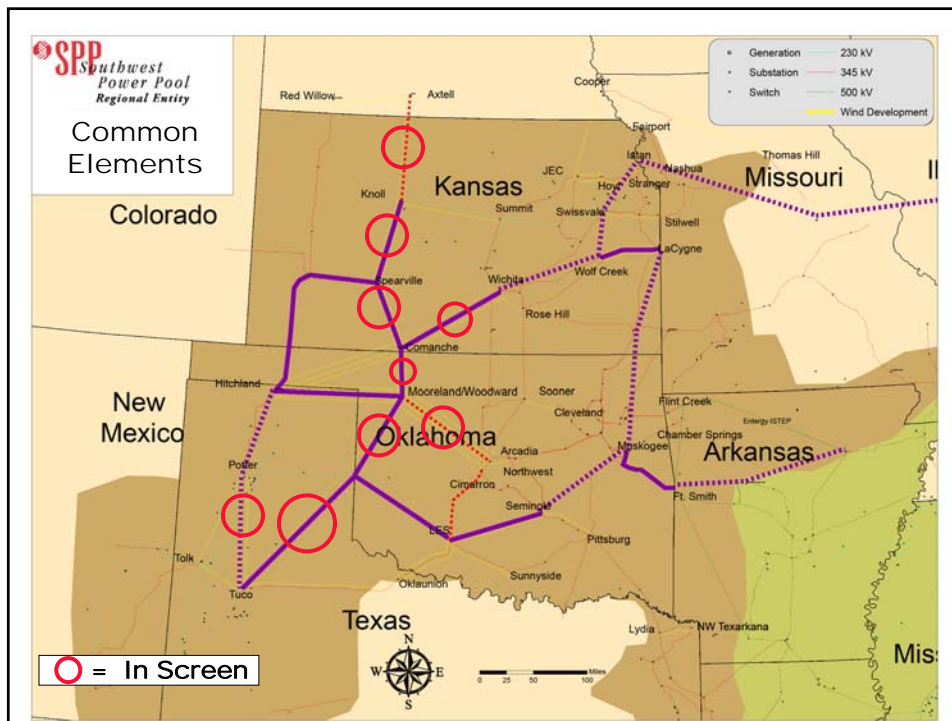 SPP
Southwest
Power Pool
Regional Entity
Common
Elements
Generation
230 kV
Substation
345 kV
Switch
500 kV
Wind Development
Cooper
Red Willow
Axtell
Fairport
Iatan
Nashua
Thomas Hill
Missouri
JEC
Hoyt
Stranger
Kansas
Knoll
Colorado
Summit
Swissvale
Stilwell
LaCygne
Wolf Creek
Spearville
Wichita
Rose Hill
Comanche
Hitchland
Mooreland/Woodward
Sooner
New
Mexico
Cleveland
Flint Creek
Entergy ISTEP
Chamber Springs
Oklahoma
Muskogee
Arkansas
Arcadia
Northwest
Potter
Cimarron
Ft. Smith
Seminole
LES
Pittsburg
Tolk
Sunnyside
Oklaunion
Tuco
Texas
Lydia
NW Texarkana
Miss
N
W
E
S
Miles
0 25 50 100
= In Screen